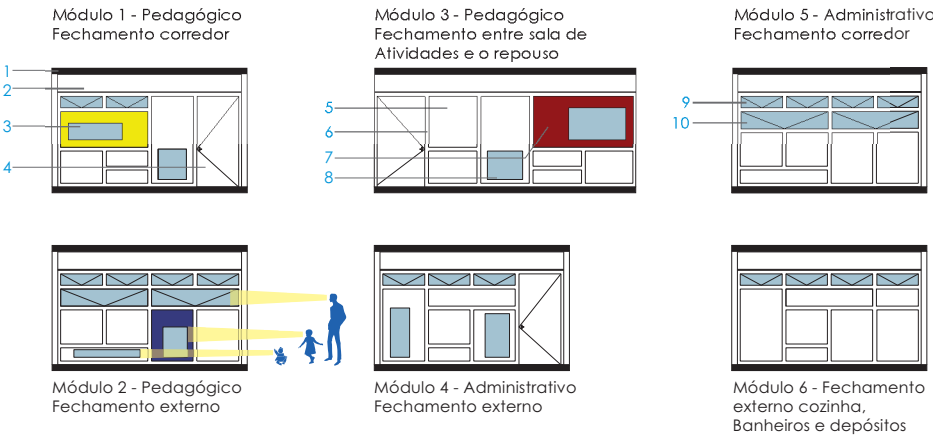 Módulo 1 - Pedagógico
Fechamento corredor
Módulo 3 - Pedagógico
Fechamento entre sala de
Atividades e o repouso
Módulo 5 - Administrativo
Fechamento corredor
1
2
3
4
5
6
7
8
9
10
Módulo 2 - Pedagógico
Fechamento externo
Módulo 4 - Administrativo
Fechamento externo
Módulo 6 - Fechamento
externo cozinha,
Banheiros e depósitos